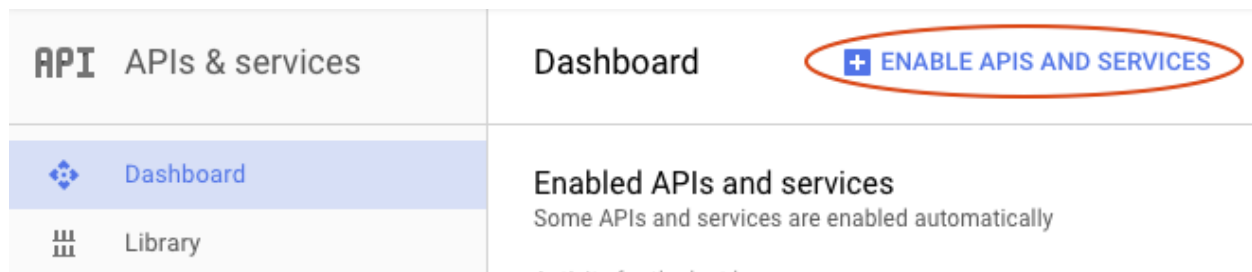 API APIs & services
Dashboard
ENABLE APIS AND SERVICES
Dashboard
Library
Enabled APIs and services
Some APIs and services are enabled automatically